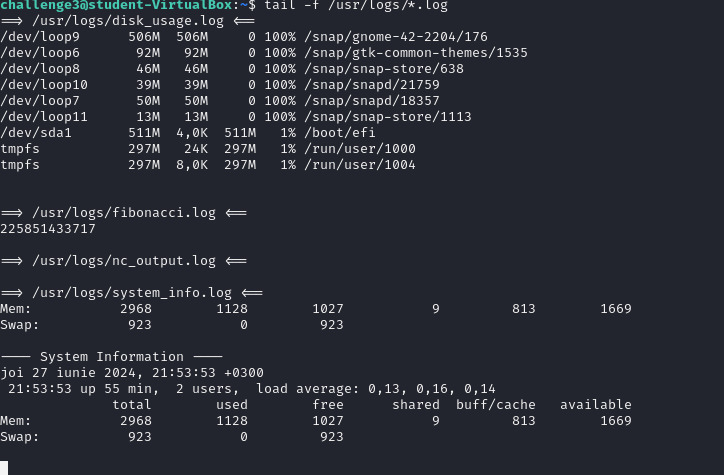 challenge3@student-VirtualBox:~$ tail -f /usr/logs/*.log
==> /usr/logs/disk_usage.log <==
/dev/loop9      506M  506M     0 100% /snap/gnome-42-2204/176
/dev/loop6       92M   92M     0 100% /snap/gtk-common-themes/1535
/dev/loop8       46M   46M     0 100% /snap/snap-store/638
/dev/loop10      39M   39M     0 100% /snap/snapd/21759
/dev/loop7       50M   50M     0 100% /snap/snapd/18357
/dev/loop11      13M   13M     0 100% /snap/snap-store/1113
/dev/sda1       511M  4,0K  511M   1% /boot/efi
tmpfs           297M   24K  297M   1% /run/user/1000
tmpfs           297M  8,0K  297M   1% /run/user/1004
==> /usr/logs/fibonacci.log <==
225851433717
==> /usr/logs/nc_output.log <==
==> /usr/logs/system_info.log <==
Mem:           2968        1128        1027           9         813        1669
Swap:           923           0         923
---- System Information ----
joi 27 iunie 2024, 21:53:53 +0300
 21:53:53 up 55 min,  2 users,  load average: 0,13, 0,16, 0,14
              total        used        free      shared  buff/cache   available
Mem:           2968        1128        1027           9         813        1669
Swap:           923           0         923